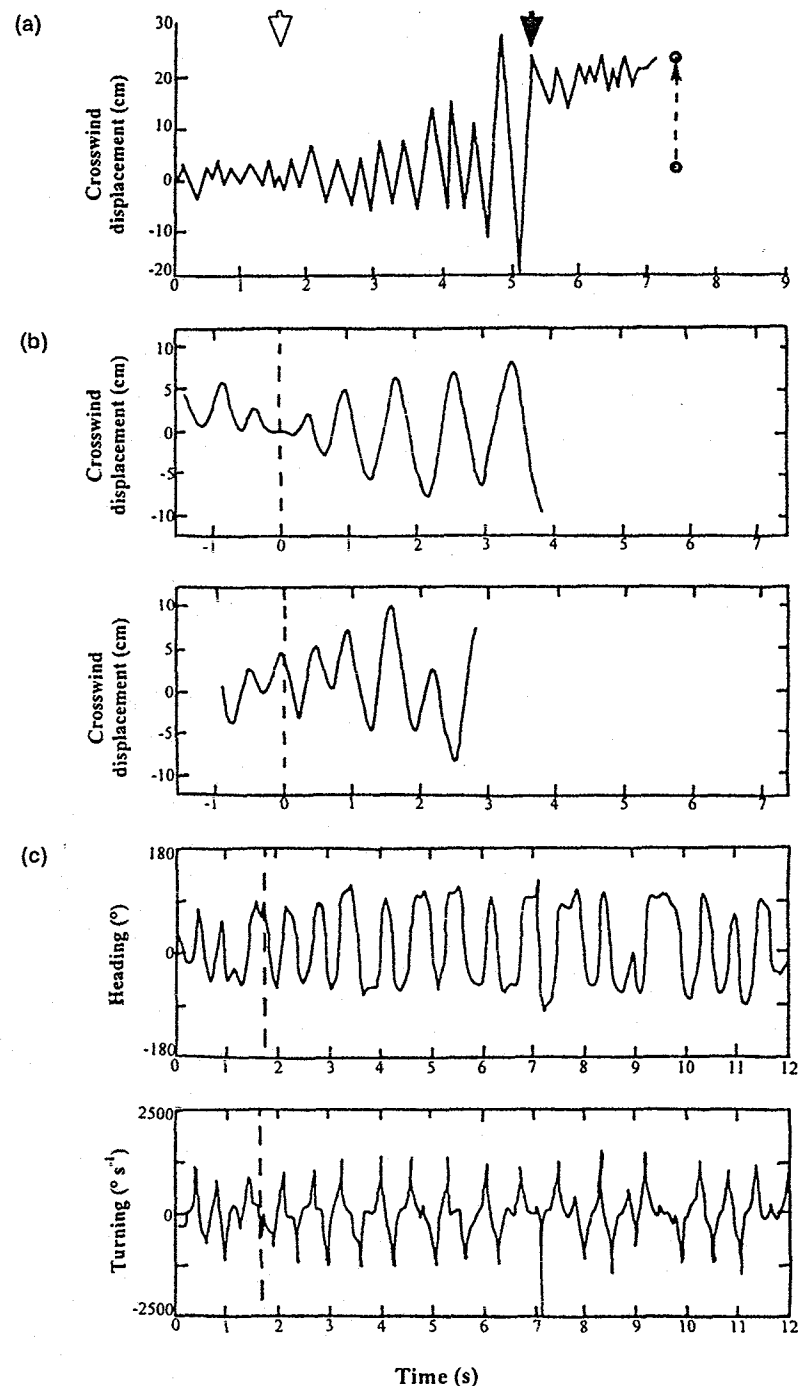 (a)
30
20
10
0
-10
-20
Crosswind
displacement (cm)
0 1 2 3 4 5 6 7 8 9
(b)
10
5
0
-5
-10
Crosswind
displacement (cm)
-1 0 1 2 3 4 5 6 7
10
5
0
-5
-10
Crosswind
displacement (cm)
-1 0 1 2 3 4 5 6 7
(c)
180
0
-180
Heading (°)
0 1 2 3 4 5 6 7 8 9 10 11 12
2500
0
-2500
Turning (° s⁻¹)
0 1 2 3 4 5 6 7 8 9 10 11 12
Time (s)